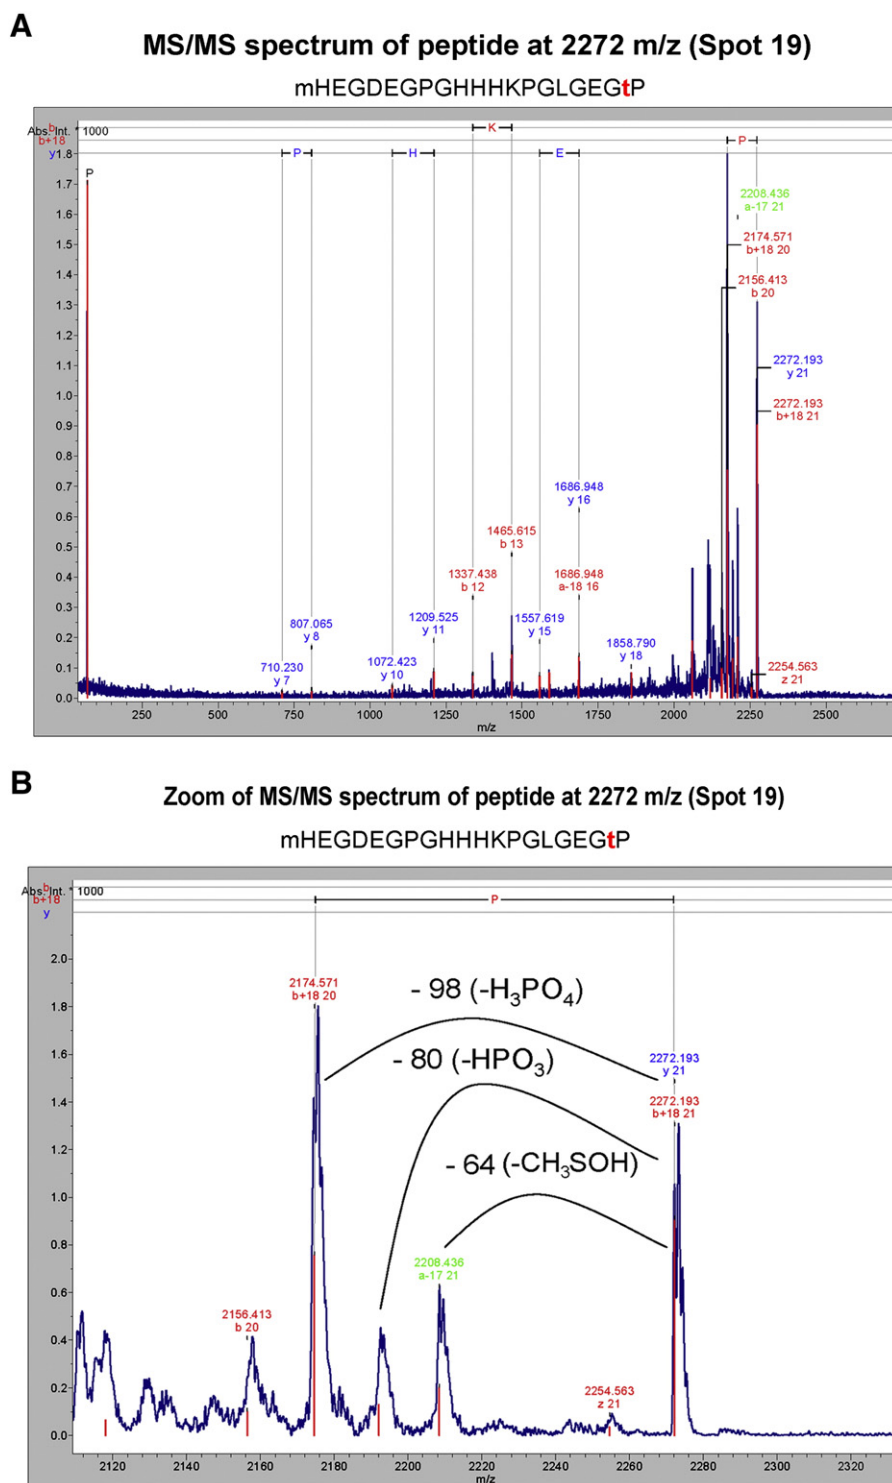 A
MS/MS spectrum of peptide at 2272 m/z (Spot 19)
mHEGDEGPGHHHKPGLGEGtP
b
Abs. Int. * 1000
b+18
y
K
P
P
H
E
P
1.8
1.7
1.6
1.5
1.4
1.3
1.2
1.1
1.0
0.9
0.8
0.7
0.6
0.5
0.4
0.3
0.2
0.1
0.0
2208.436
a-17 21
2174.571
b+18 20
2156.413
b 20
2272.193
y 21
2272.193
b+18 21
1686.948
y 16
1465.615
b 13
1337.438
b 12
1686.948
a-18 16
1209.525
y 11
1557.619
y 15
807.065
y 8
1858.790
y 18
710.230
y 7
1072.423
y 10
2254.563
z 21
250 500 750 1000 1250 1500 1750 2000 2250 2500
m/z
B
Zoom of MS/MS spectrum of peptide at 2272 m/z (Spot 19)
mHEGDEGPGHHHKPGLGEGtP
b
Abs. Int. * 1000
b+18
y
P
2.0
1.8
1.6
1.4
1.2
1.0
0.8
0.6
0.4
0.2
0.0
2174.571
b+18 20
- 98 (-H₃PO₄)
- 80 (-HPO₃)
2272.193
y 21
2272.193
b+18 21
- 64 (-CH₃SOH)
2208.436
a-17 21
2156.413
b 20
2254.563
z 21
2120 2140 2160 2180 2200 2220 2240 2260 2280 2300 2320
m/z